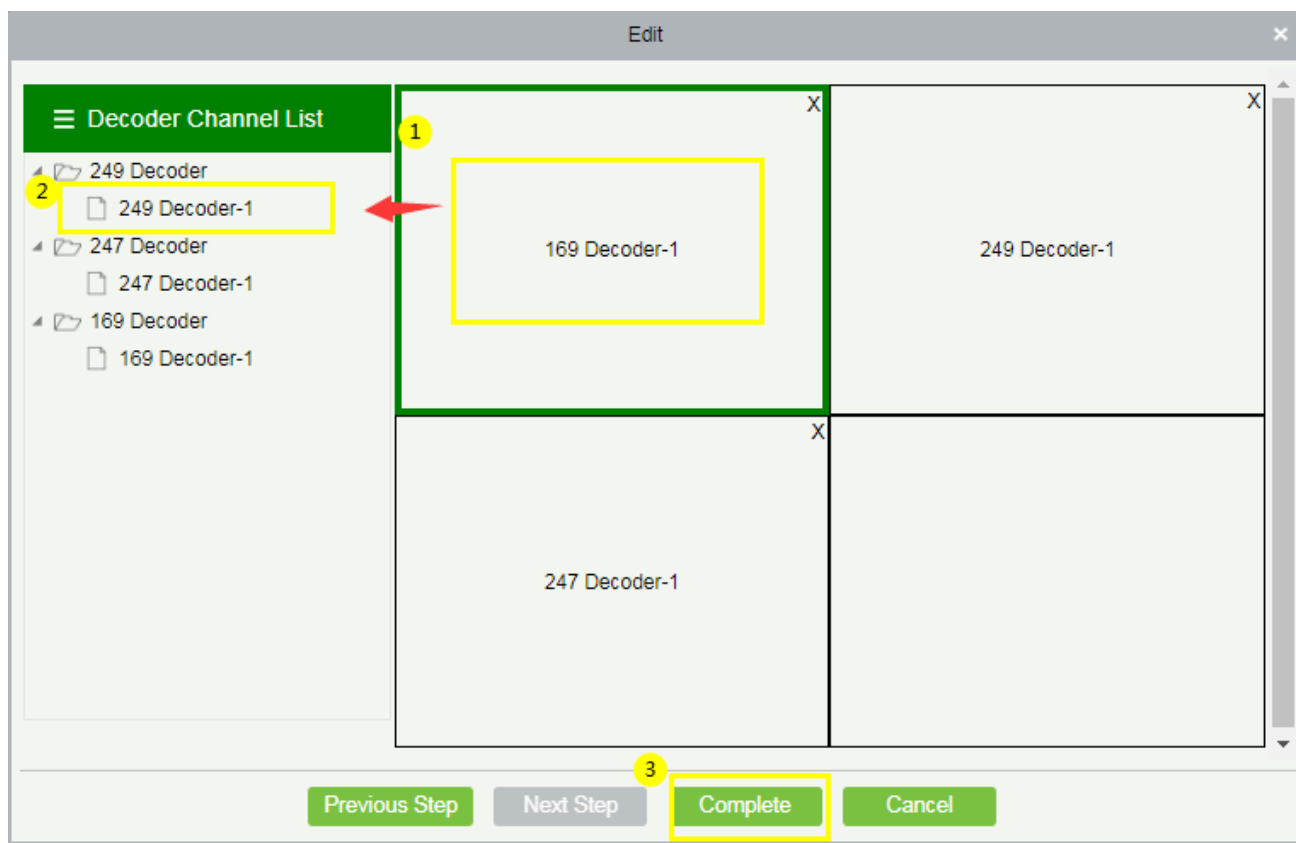 Edit
×
☰ Decoder Channel List
249 Decoder
249 Decoder-1
247 Decoder
247 Decoder-1
169 Decoder
169 Decoder-1
1
2
X
169 Decoder-1
X
249 Decoder-1
X
247 Decoder-1
3
Previous Step
Next Step
Complete
Cancel